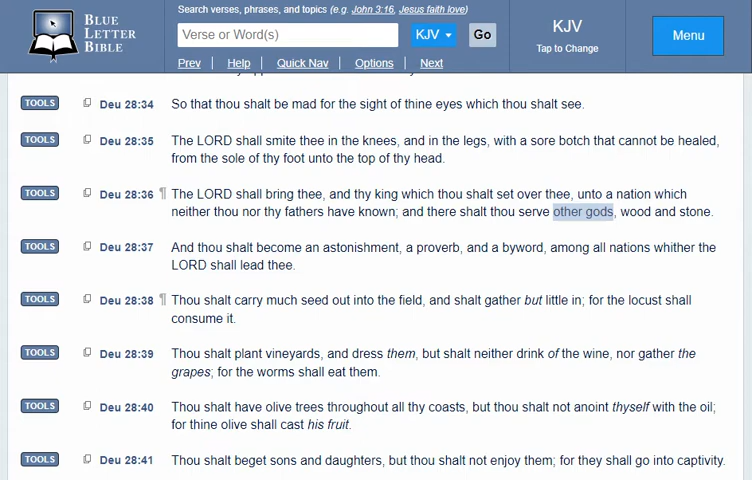 BLUE
LETTER
BIBLE
Search verses, phrases, and topics (e.g. John 3:16, Jesus faith love)
Verse or Word(s)
KJV
Go
Prev | Help | Quick Nav | Options | Next
KJV
Tap to Change
Menu
TOOLS Deu 28:34 So that thou shalt be mad for the sight of thine eyes which thou shalt see.
TOOLS Deu 28:35 The LORD shall smite thee in the knees, and in the legs, with a sore botch that cannot be healed,
from the sole of thy foot unto the top of thy head.
TOOLS Deu 28:36 ¶ The LORD shall bring thee, and thy king which thou shalt set over thee, unto a nation which
neither thou nor thy fathers have known; and there shalt thou serve other gods, wood and stone.
TOOLS Deu 28:37 And thou shalt become an astonishment, a proverb, and a byword, among all nations whither the
LORD shall lead thee.
TOOLS Deu 28:38 ¶ Thou shalt carry much seed out into the field, and shalt gather but little in; for the locust shall
consume it.
TOOLS Deu 28:39 Thou shalt plant vineyards, and dress them, but shalt neither drink of the wine, nor gather the
grapes; for the worms shall eat them.
TOOLS Deu 28:40 Thou shalt have olive trees throughout all thy coasts, but thou shalt not anoint thyself with the oil;
for thine olive shall cast his fruit.
TOOLS Deu 28:41 Thou shalt beget sons and daughters, but thou shalt not enjoy them; for they shall go into captivity.